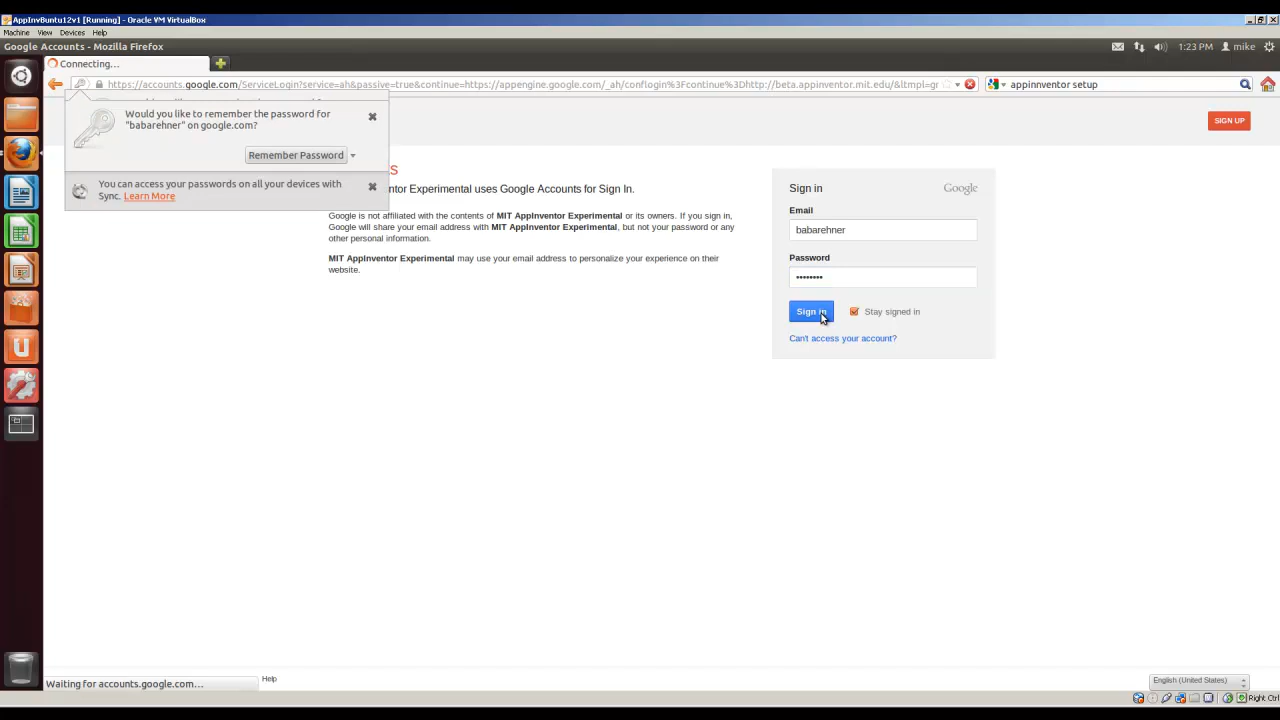 AppInvBuntu12v1 [Running] - Oracle VM VirtualBox
Machine View Devices Help
Google Accounts - Mozilla Firefox
1:23 PM mike
Connecting...
https://accounts.google.com/ServiceLogin?service=ah&passive=true&continue=https://appengine.google.com/_ah/conflogin%3Fcontinue%3Dhttp://beta.appinventor.mit.edu/&ltmpl=gr
appinventor setup
Would you like to remember the password for
"babarehner" on google.com?
Remember Password
You can access your passwords on all your devices with
Sync. Learn More
SIGN UP
S
ntor Experimental uses Google Accounts for Sign In.
Google is not affiliated with the contents of MIT AppInventor Experimental or its owners. If you sign in,
Google will share your email address with MIT AppInventor Experimental, but not your password or any
other personal information.
MIT AppInventor Experimental may use your email address to personalize your experience on their
website.
Sign in Google
Email
babarehner
Password
••••••••
Sign in Stay signed in
Can't access your account?
Waiting for accounts.google.com...
Help
English (United States)
Right Ctrl